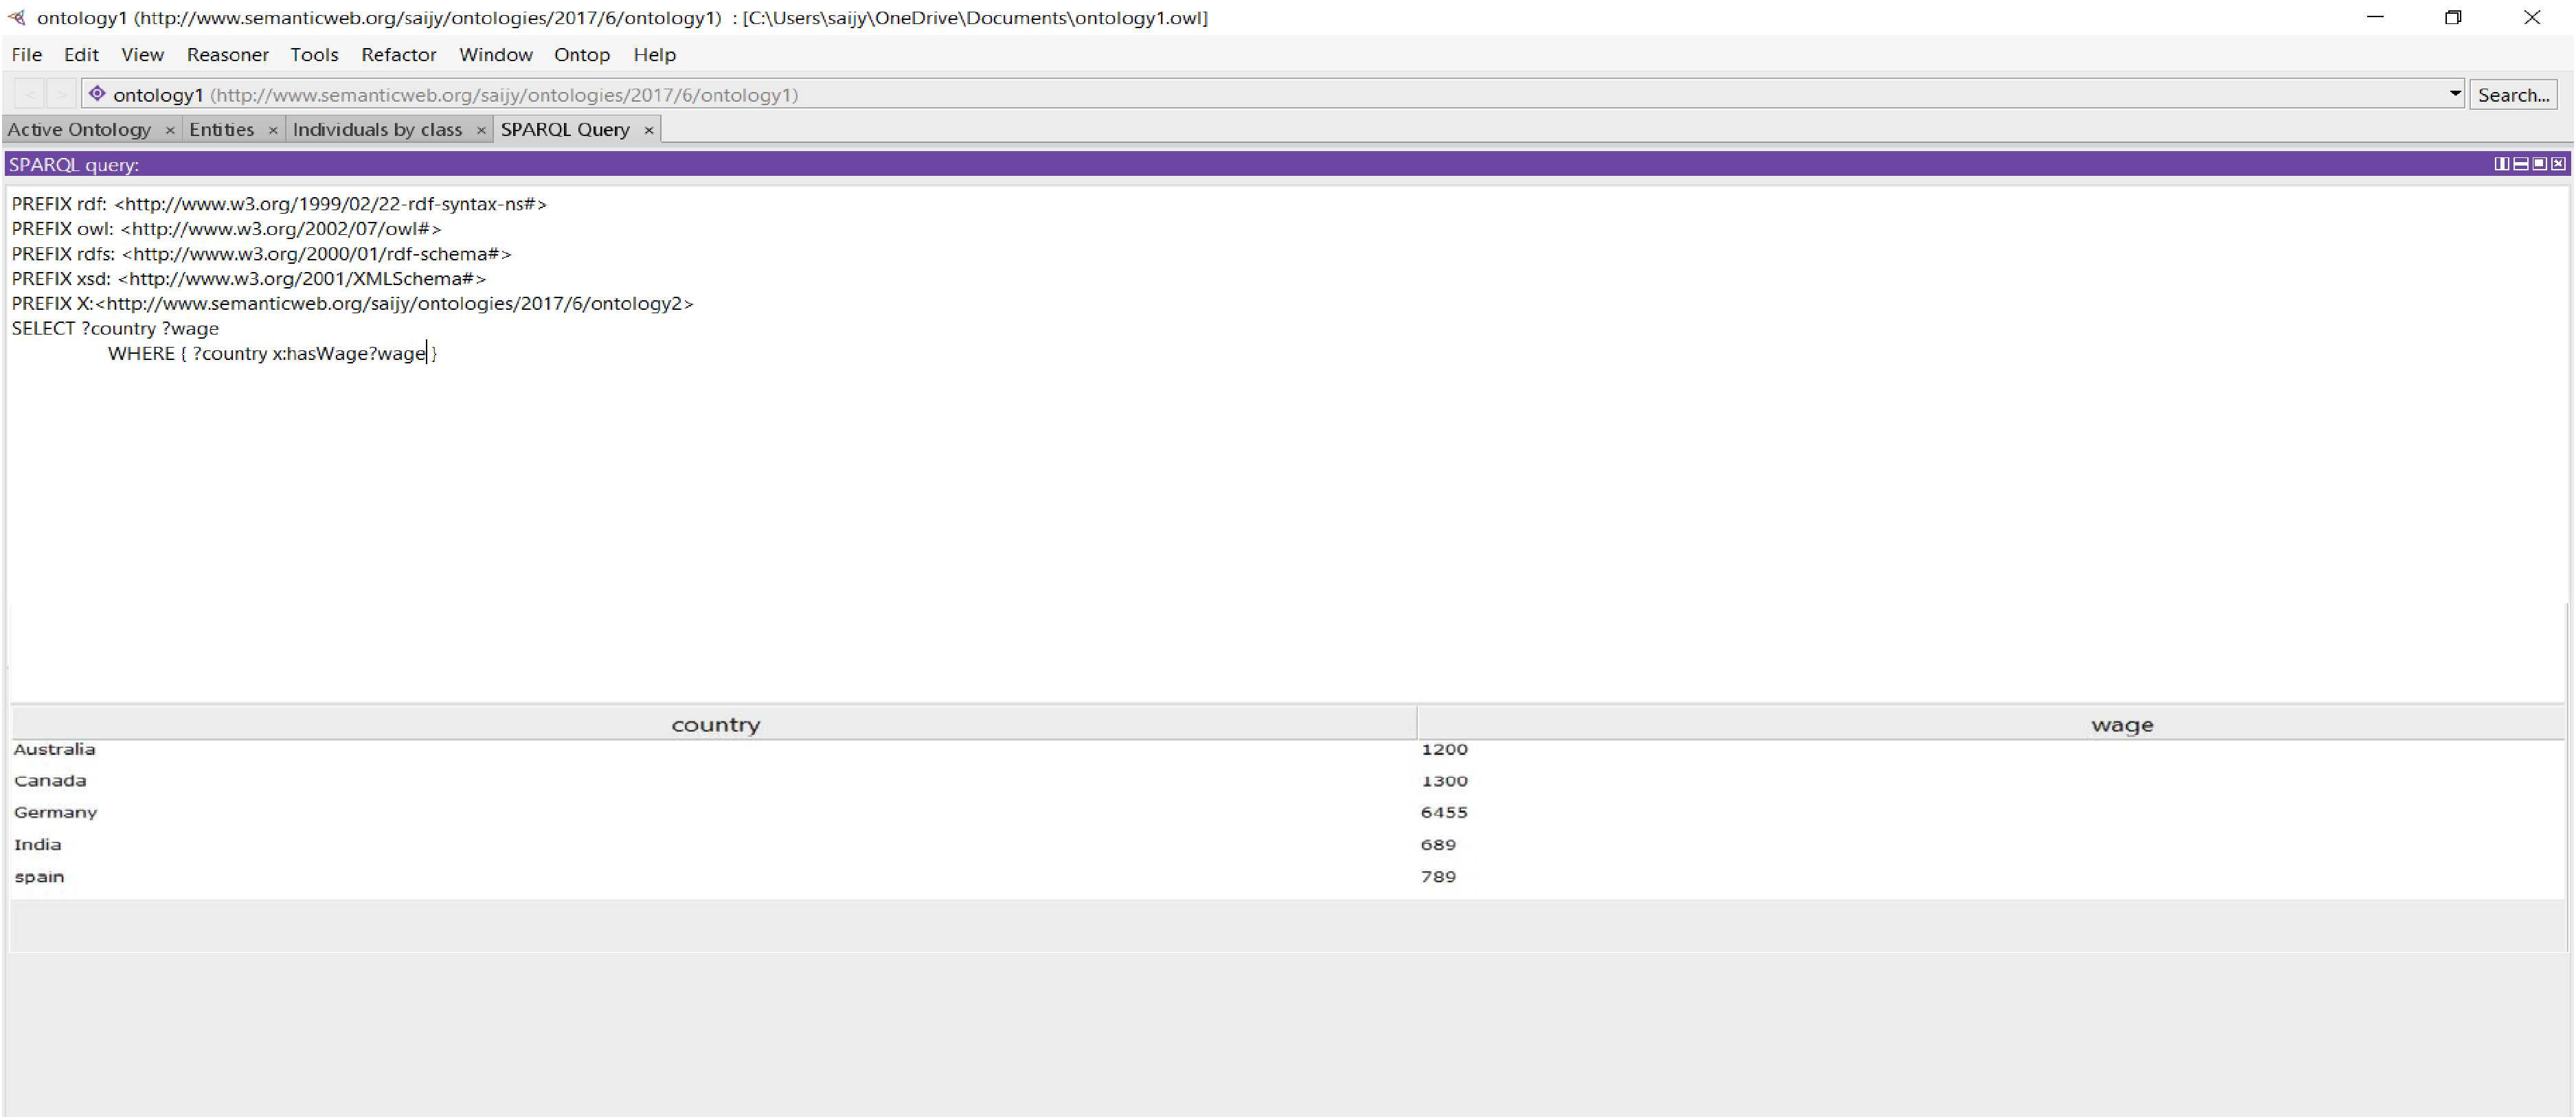 ontology1 (http://www.semanticweb.org/saijy/ontologies/2017/6/ontology1) : [C:\Users\saijy\OneDrive\Documents\ontology1.owl]
File Edit View Reasoner Tools Refactor Window Ontop Help
< > ontology1 (http://www.semanticweb.org/saijy/ontologies/2017/6/ontology1) Search...
Active Ontology × Entities × Individuals by class × SPARQL Query ×
SPARQL query:
PREFIX rdf: <http://www.w3.org/1999/02/22-rdf-syntax-ns#>
PREFIX owl: <http://www.w3.org/2002/07/owl#>
PREFIX rdfs: <http://www.w3.org/2000/01/rdf-schema#>
PREFIX xsd: <http://www.w3.org/2001/XMLSchema#>
PREFIX X:<http://www.semanticweb.org/saijy/ontologies/2017/6/ontology2>
SELECT ?country ?wage
WHERE { ?country x:hasWage?wage }
country wage
Australia 1200
Canada 1300
Germany 6455
India 689
spain 789